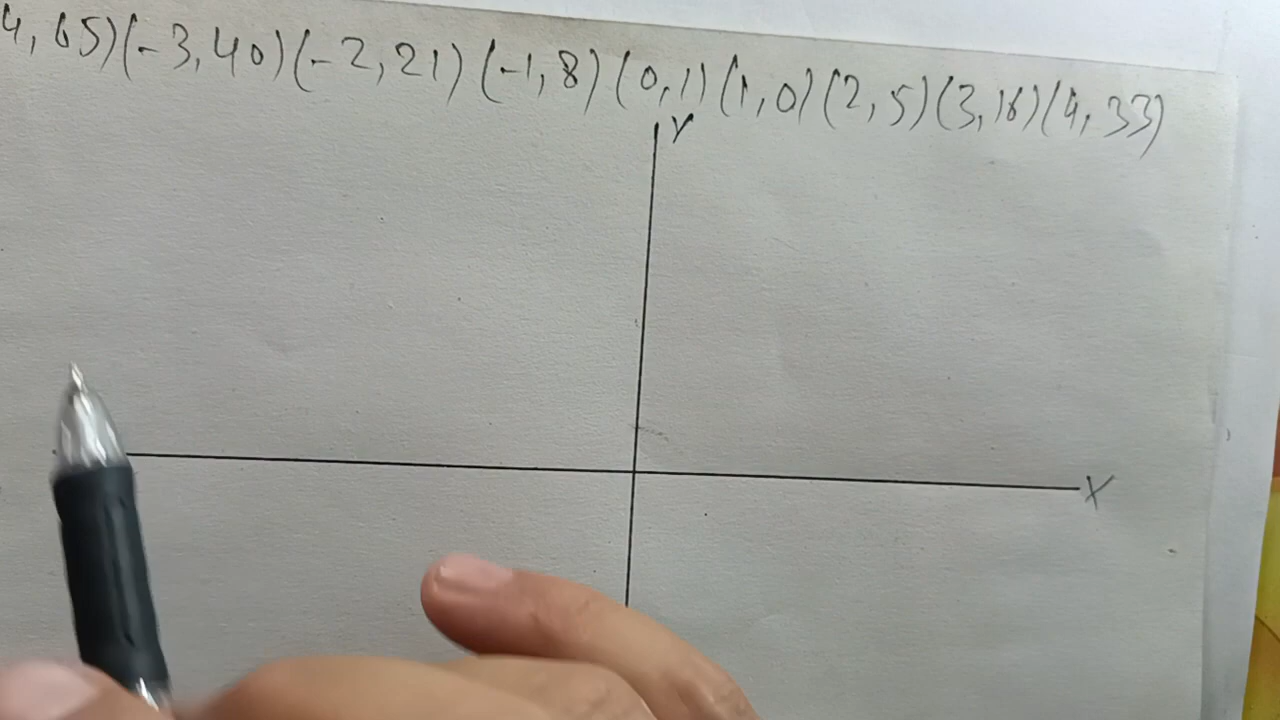 4, 65) (-3, 40) (-2, 21) (-1, 8) (0, 1) (1, 0) (2, 5) (3, 16) (4, 33)
Y
X